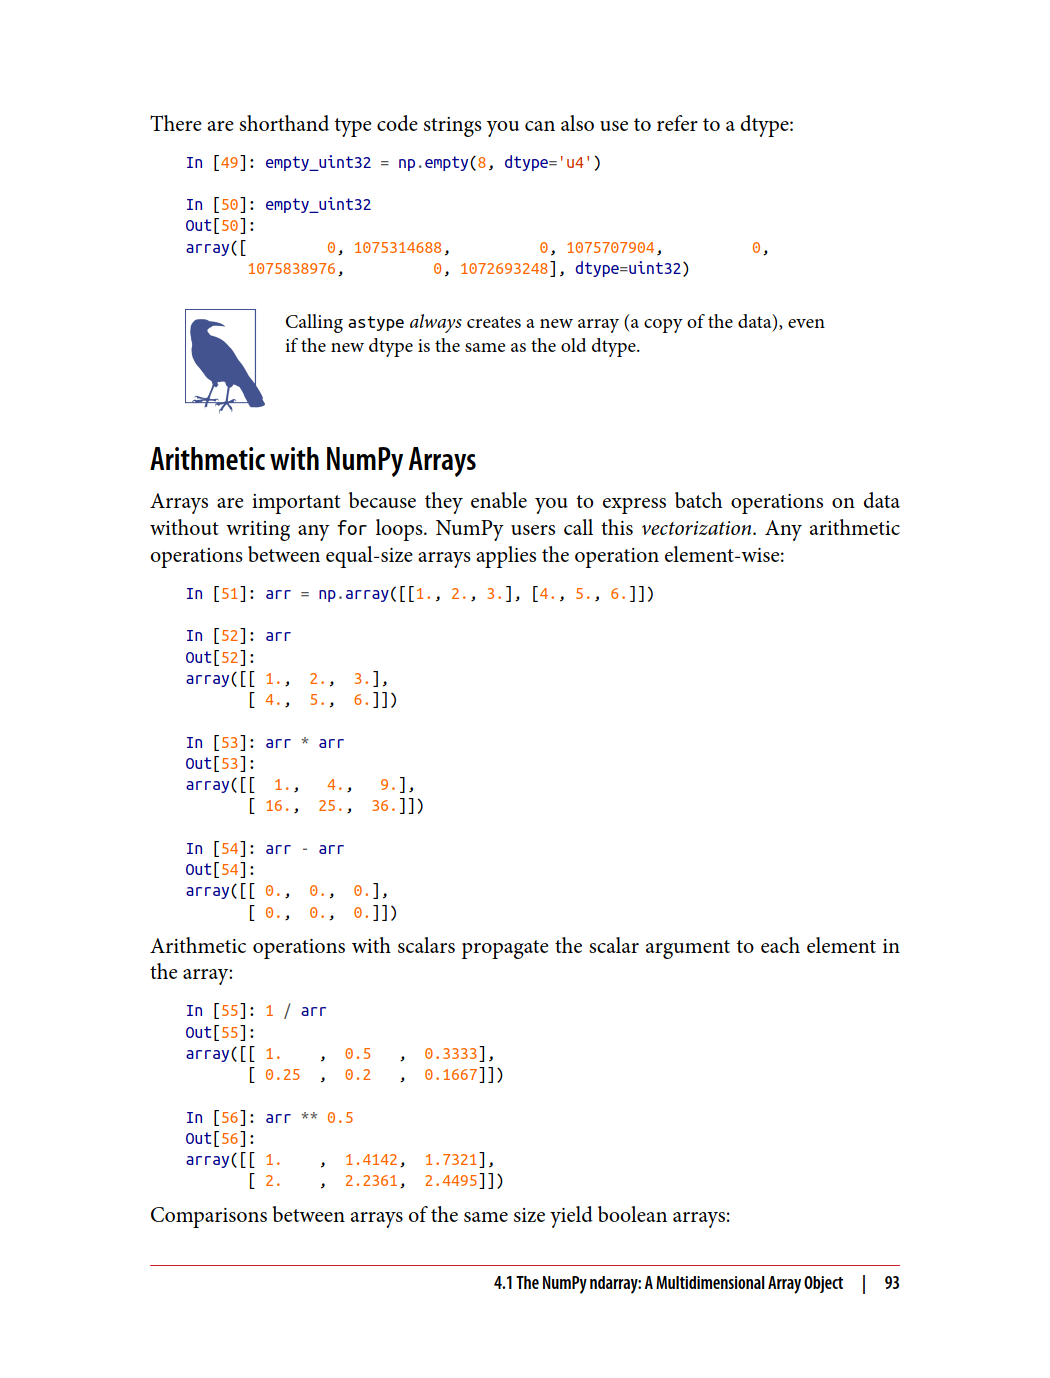 There are shorthand type code strings you can also use to refer to a dtype:
In [49]: empty_uint32 = np.empty(8, dtype='u4')
In [50]: empty_uint32
Out[50]:
array([         0, 1075314688,          0, 1075707904,          0,
       1075838976,          0, 1072693248], dtype=uint32)
Calling astype always creates a new array (a copy of the data), even
if the new dtype is the same as the old dtype.
Arithmetic with NumPy Arrays
Arrays are important because they enable you to express batch operations on data
without writing any for loops. NumPy users call this vectorization. Any arithmetic
operations between equal-size arrays applies the operation element-wise:
In [51]: arr = np.array([[1., 2., 3.], [4., 5., 6.]])
In [52]: arr
Out[52]:
array([[ 1.,  2.,  3.],
       [ 4.,  5.,  6.]])
In [53]: arr * arr
Out[53]:
array([[  1.,   4.,   9.],
       [ 16.,  25.,  36.]])
In [54]: arr - arr
Out[54]:
array([[ 0.,  0.,  0.],
       [ 0.,  0.,  0.]])
Arithmetic operations with scalars propagate the scalar argument to each element in
the array:
In [55]: 1 / arr
Out[55]:
array([[ 1.    ,  0.5   ,  0.3333],
       [ 0.25  ,  0.2   ,  0.1667]])
In [56]: arr ** 0.5
Out[56]:
array([[ 1.    ,  1.4142,  1.7321],
       [ 2.    ,  2.2361,  2.4495]])
Comparisons between arrays of the same size yield boolean arrays:
4.1 The NumPy ndarray: A Multidimensional Array Object | 93